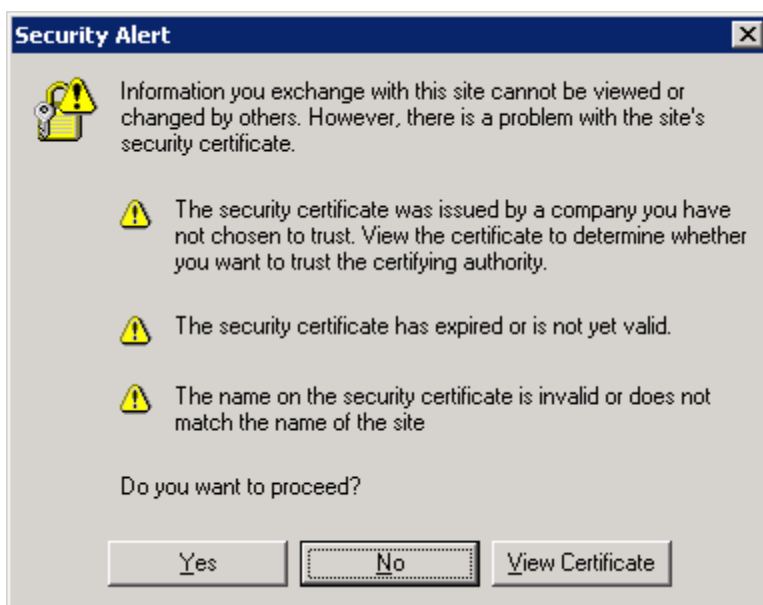 Security Alert
Information you exchange with this site cannot be viewed or
changed by others. However, there is a problem with the site's
security certificate.
The security certificate was issued by a company you have
not chosen to trust. View the certificate to determine whether
you want to trust the certifying authority.
The security certificate has expired or is not yet valid.
The name on the security certificate is invalid or does not
match the name of the site
Do you want to proceed?
Yes No View Certificate